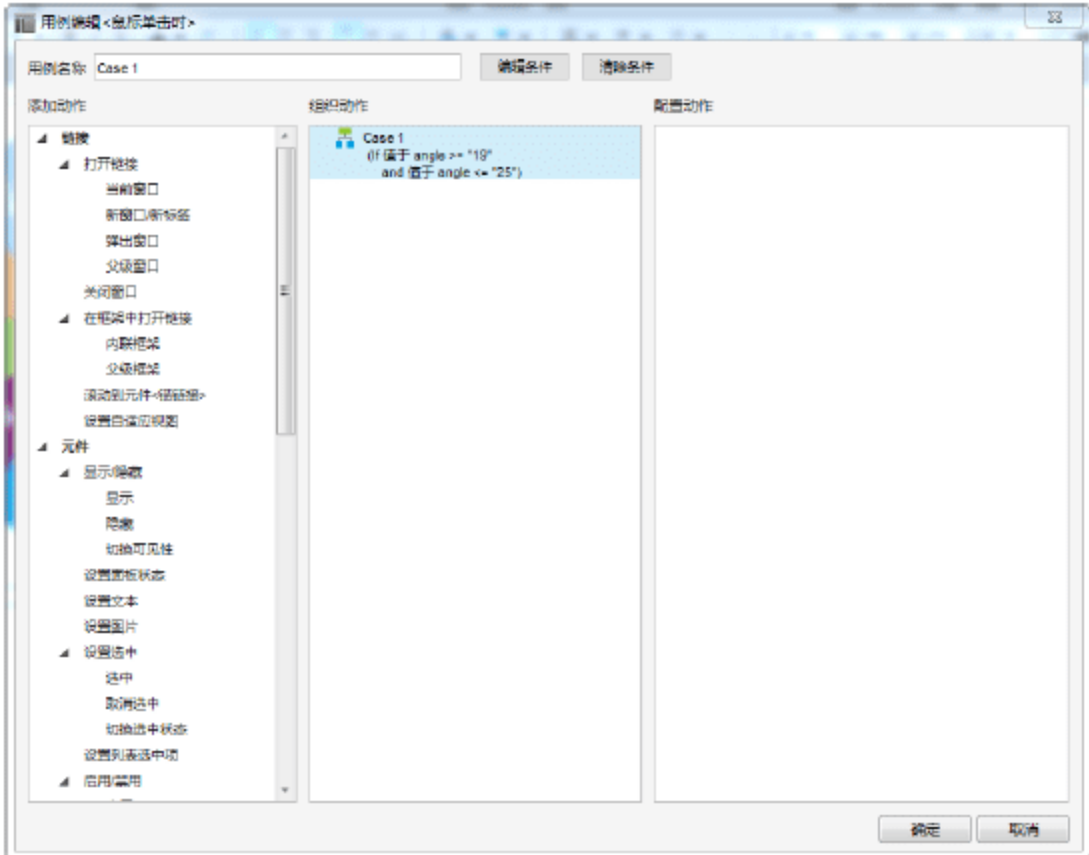 用例编辑<鼠标单击时>
用例名称 Case 1 编辑条件 清除条件
添加动作 组织动作 配置动作
链接
打开链接
当前窗口
新窗口/新标签
弹出窗口
父级窗口
关闭窗口
在框架中打开链接
内联框架
父级框架
滚动到元件<锚链接>
设置自适应视图
元件
显示/隐藏
显示
隐藏
切换可见性
设置面板状态
设置文本
设置图片
设置选中
选中
取消选中
切换选中状态
设置列表选中项
启用/禁用
Case 1
(If 值于 angle >= "19"
and 值于 angle <= "25")
确定 取消